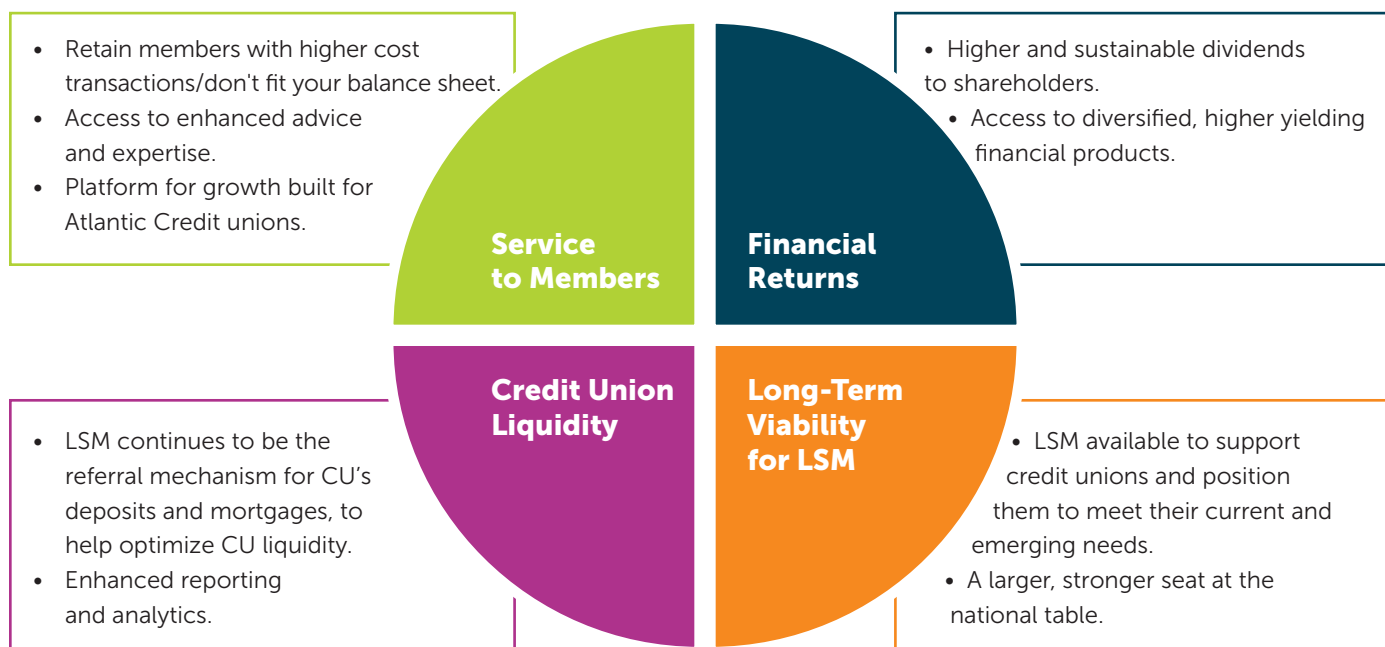 • Retain members with higher cost
transactions/don't fit your balance sheet.
• Access to enhanced advice
and expertise.
• Platform for growth built for
Atlantic Credit unions.
Service
to Members
Financial
Returns
• Higher and sustainable dividends
to shareholders.
• Access to diversified, higher yielding
financial products.
• LSM continues to be the
referral mechanism for CU’s
deposits and mortgages, to
help optimize CU liquidity.
• Enhanced reporting
and analytics.
Credit Union
Liquidity
Long-Term
Viability
for LSM
• LSM available to support
credit unions and position
them to meet their current and
emerging needs.
• A larger, stronger seat at the
national table.